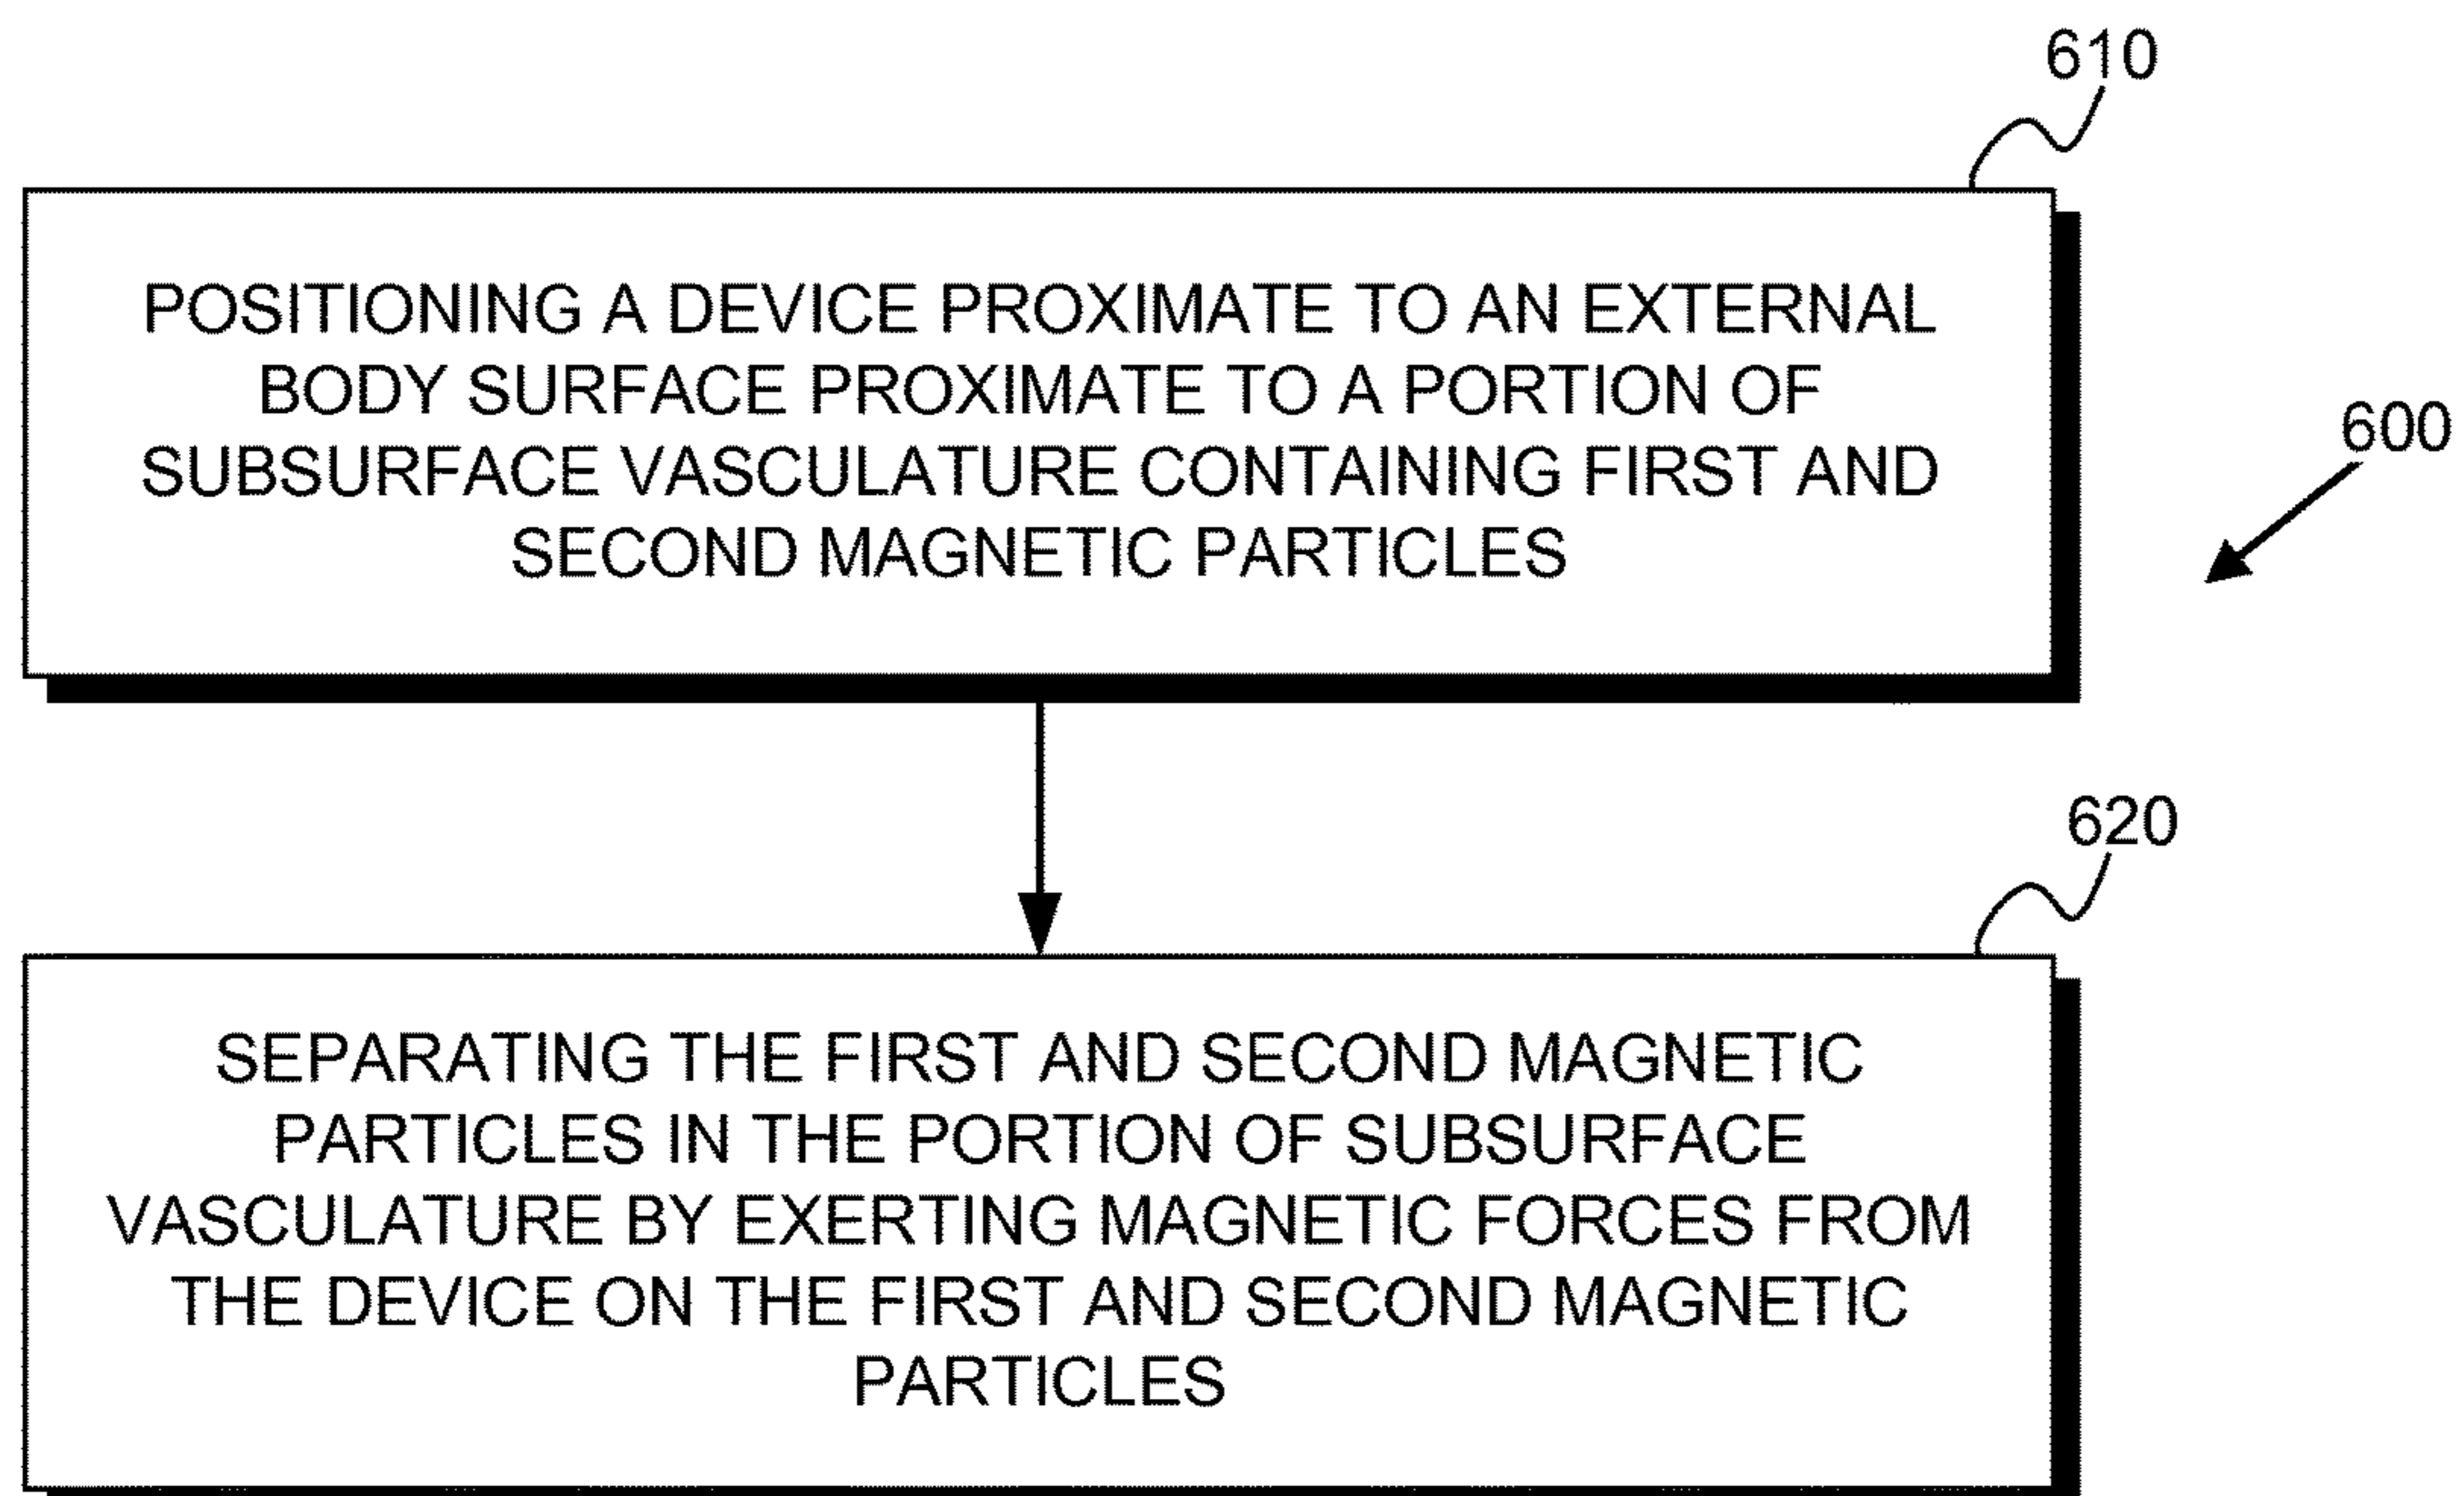 610
POSITIONING A DEVICE PROXIMATE TO AN EXTERNAL
BODY SURFACE PROXIMATE TO A PORTION OF
SUBSURFACE VASCULATURE CONTAINING FIRST AND
SECOND MAGNETIC PARTICLES
600
620
SEPARATING THE FIRST AND SECOND MAGNETIC
PARTICLES IN THE PORTION OF SUBSURFACE
VASCULATURE BY EXERTING MAGNETIC FORCES FROM
THE DEVICE ON THE FIRST AND SECOND MAGNETIC
PARTICLES